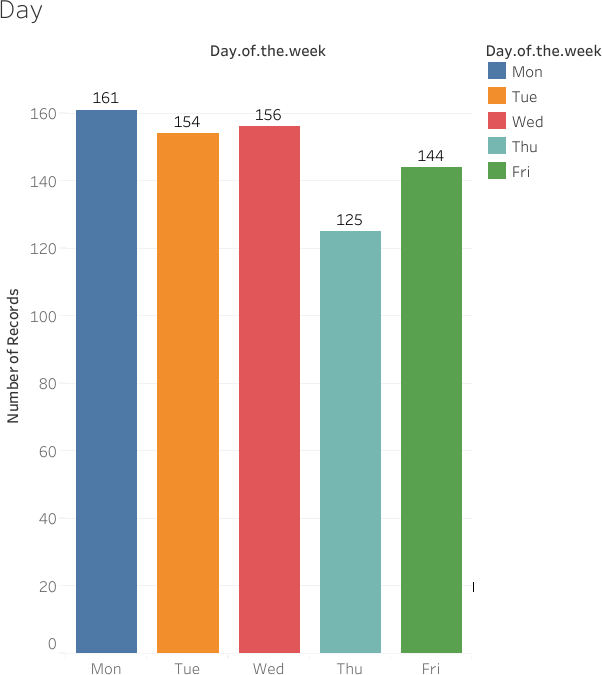 Day
Day.of.the.week
Day.of.the.week
Mon
Tue
Wed
Thu
Fri
161
154
156
125
144
160
140
120
100
80
60
40
20
0
Number of Records
Mon Tue Wed Thu Fri